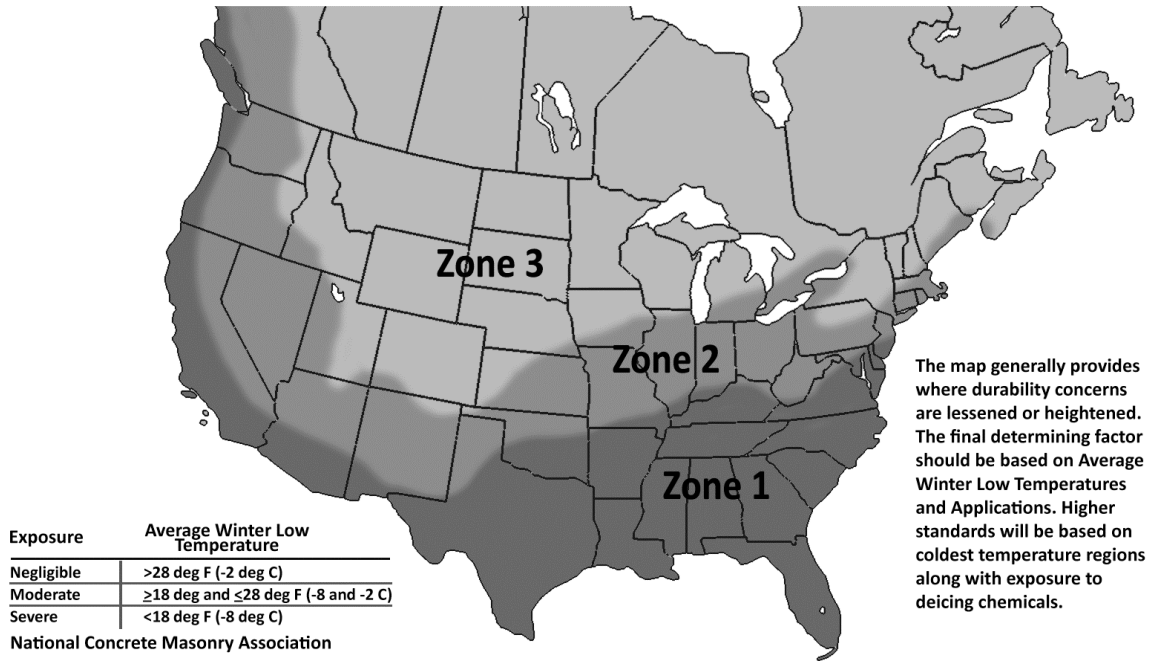 Zone 3
Zone 2
Zone 1
The map generally provides
where durability concerns
are lessened or heightened.
The final determining factor
should be based on Average
Winter Low Temperatures
and Applications. Higher
standards will be based on
coldest temperature regions
along with exposure to
deicing chemicals.
Exposure
Average Winter Low
Temperature
Negligible >28 deg F (-2 deg C)
Moderate ≥18 deg and ≤28 deg F (-8 and -2 C)
Severe <18 deg F (-8 deg C)
National Concrete Masonry Association